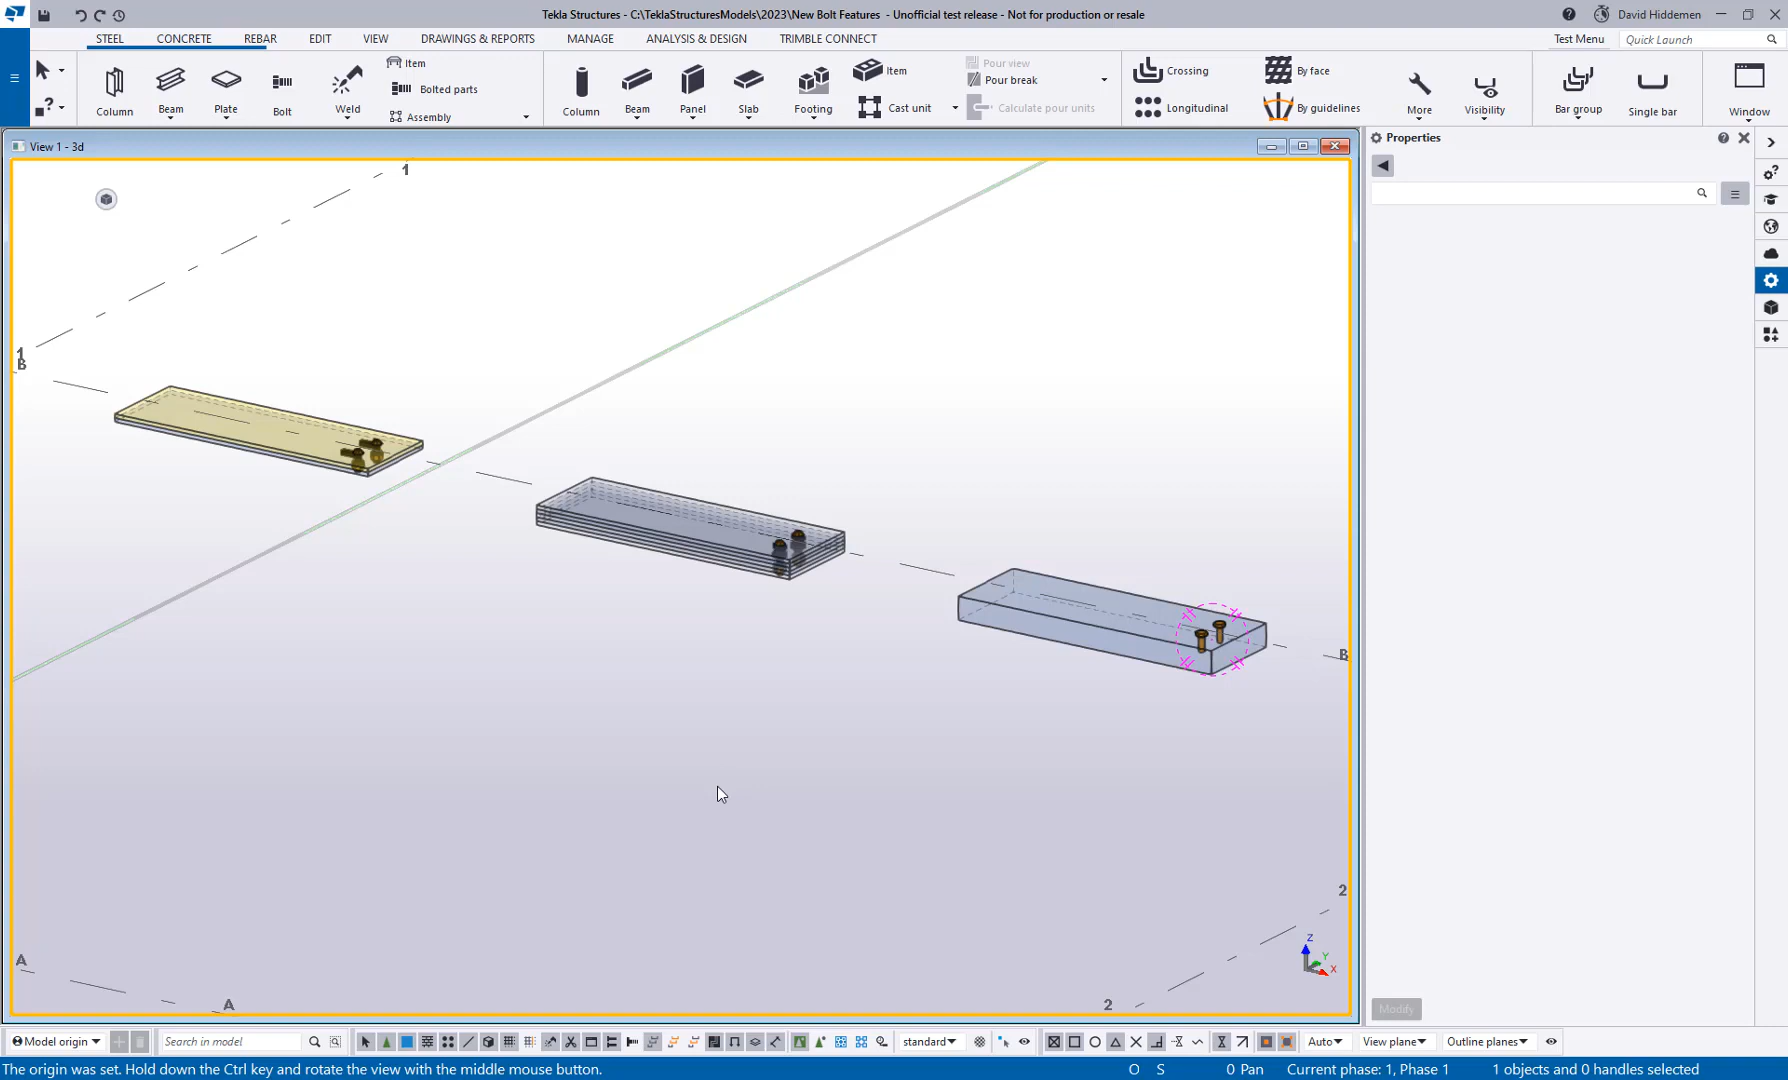 Tekla Structures - C:\TeklaStructuresModels\2023\New Bolt Features - Unofficial test release - Not for production or resale
David Hiddemen
STEEL CONCRETE REBAR EDIT VIEW DRAWINGS & REPORTS MANAGE ANALYSIS & DESIGN TRIMBLE CONNECT
Test Menu
Quick Launch
Column
Beam
Plate
Bolt
Weld
Item
Bolted parts
Assembly
Column
Beam
Panel
Slab
Footing
Item
Cast unit
Pour view
Pour break
Calculate pour units
Crossing
Longitudinal
By face
By guidelines
More
Visibility
Bar group
Single bar
Window
View 1 - 3d
Properties
1
1
B
B
2
A
A
2
Z
Y
X
Modify
Model origin
Search in model
standard
Auto
View plane
Outline planes
The origin was set. Hold down the Ctrl key and rotate the view with the middle mouse button.
O S 0 Pan Current phase: 1, Phase 1 1 objects and 0 handles selected